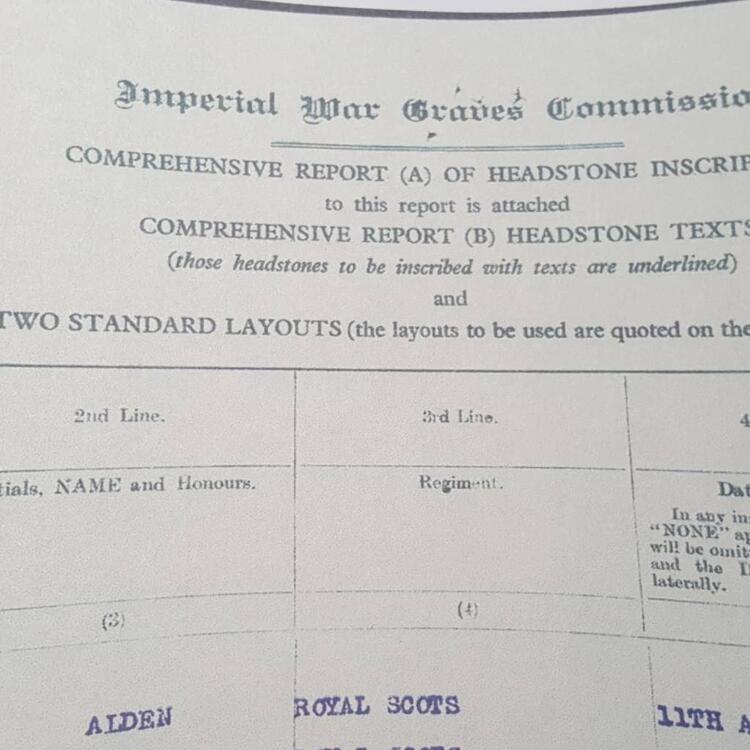 Imperial War Graves Commissio
COMPREHENSIVE REPORT (A) OF HEADSTONE INSCRIP
to this report is attached
COMPREHENSIVE REPORT (B) HEADSTONE TEXTS
(those headstones to be inscribed with texts are underlined)
and
TWO STANDARD LAYOUTS (the layouts to be used are quoted on the
2nd Line. 3rd Line. 4
tials, NAME and Honours. Regiment. Dat
In any in
"NONE" ap
will be omit
and the D
laterally.
(3) (4)
ALDEN ROYAL SCOTS 11TH A